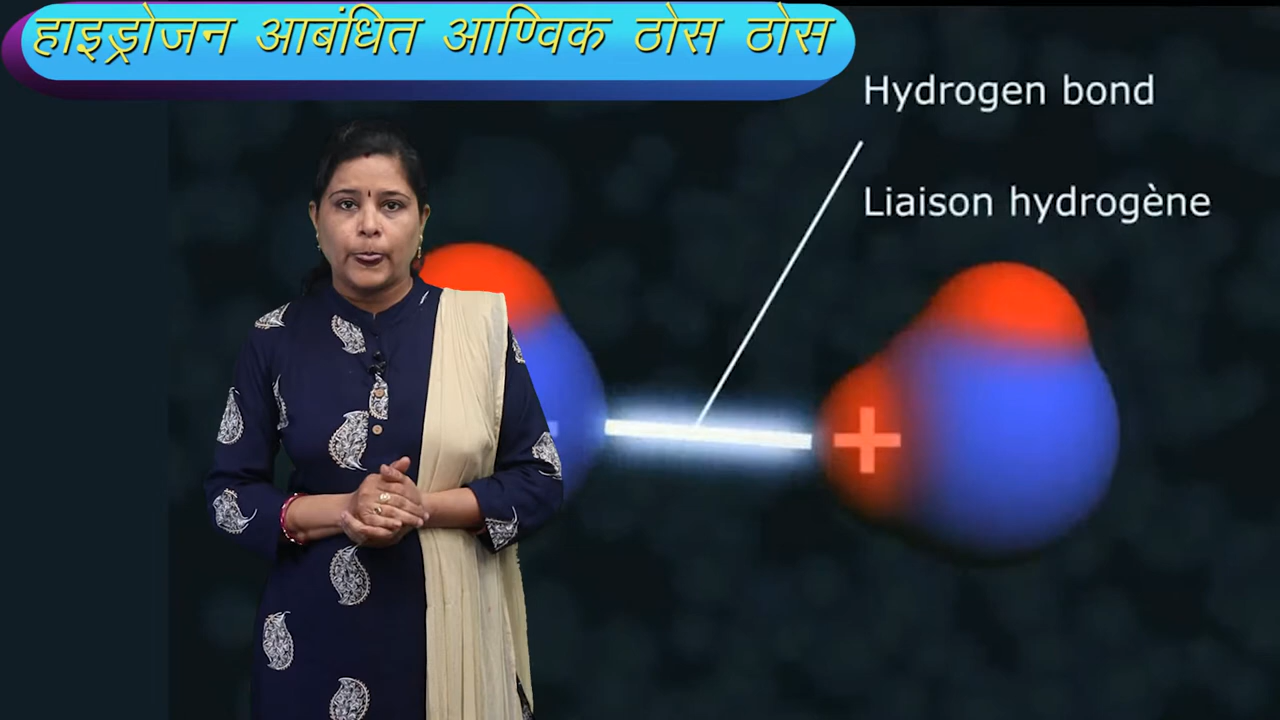 हाइड्रोजन आबंधित आण्विक ठोस ठोस
Hydrogen bond
Liaison hydrogène
+
-